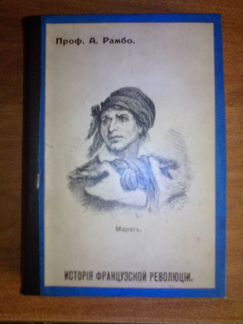 Проф. А. Рамбо.
Маратъ.
ИСТОРІЯ ФРАНЦУЗСКОЙ РЕВОЛЮЦІИ.